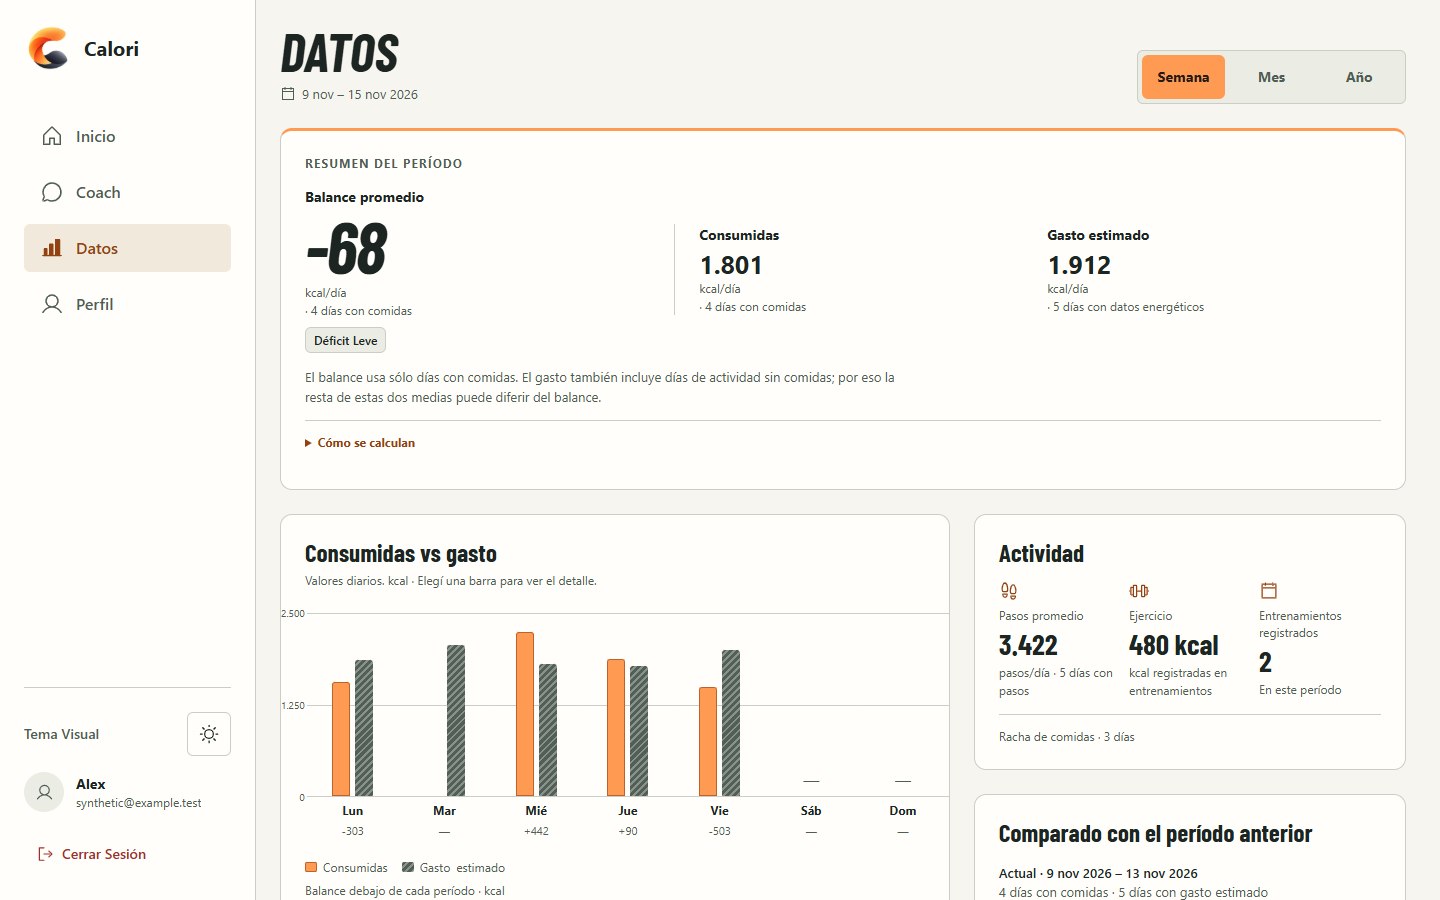 Calori
Inicio
Coach
Datos
Perfil
Tema Visual
Alex
synthetic@example.test
Cerrar Sesión
DATOS
9 nov – 15 nov 2026
Semana
Mes
Año
RESUMEN DEL PERÍODO
Balance promedio
-68
kcal/día
· 4 días con comidas
Déficit Leve
Consumidas
1.801
kcal/día
· 4 días con comidas
Gasto estimado
1.912
kcal/día
· 5 días con datos energéticos
El balance usa sólo días con comidas. El gasto también incluye días de actividad sin comidas; por eso la
resta de estas dos medias puede diferir del balance.
Cómo se calculan
Consumidas vs gasto
Valores diarios. kcal · Elegí una barra para ver el detalle.
2.500
1.250
0
Lun Mar Mié Jue Vie Sáb Dom
-303 — +442 +90 -503 — —
Consumidas Gasto estimado
Balance debajo de cada período · kcal
Actividad
Pasos promedio
3.422
pasos/día · 5 días con
pasos
Ejercicio
480 kcal
kcal registradas en
entrenamientos
Entrenamientos
registrados
2
En este período
Racha de comidas · 3 días
Comparado con el período anterior
Actual · 9 nov 2026 – 13 nov 2026
4 días con comidas · 5 días con gasto estimado